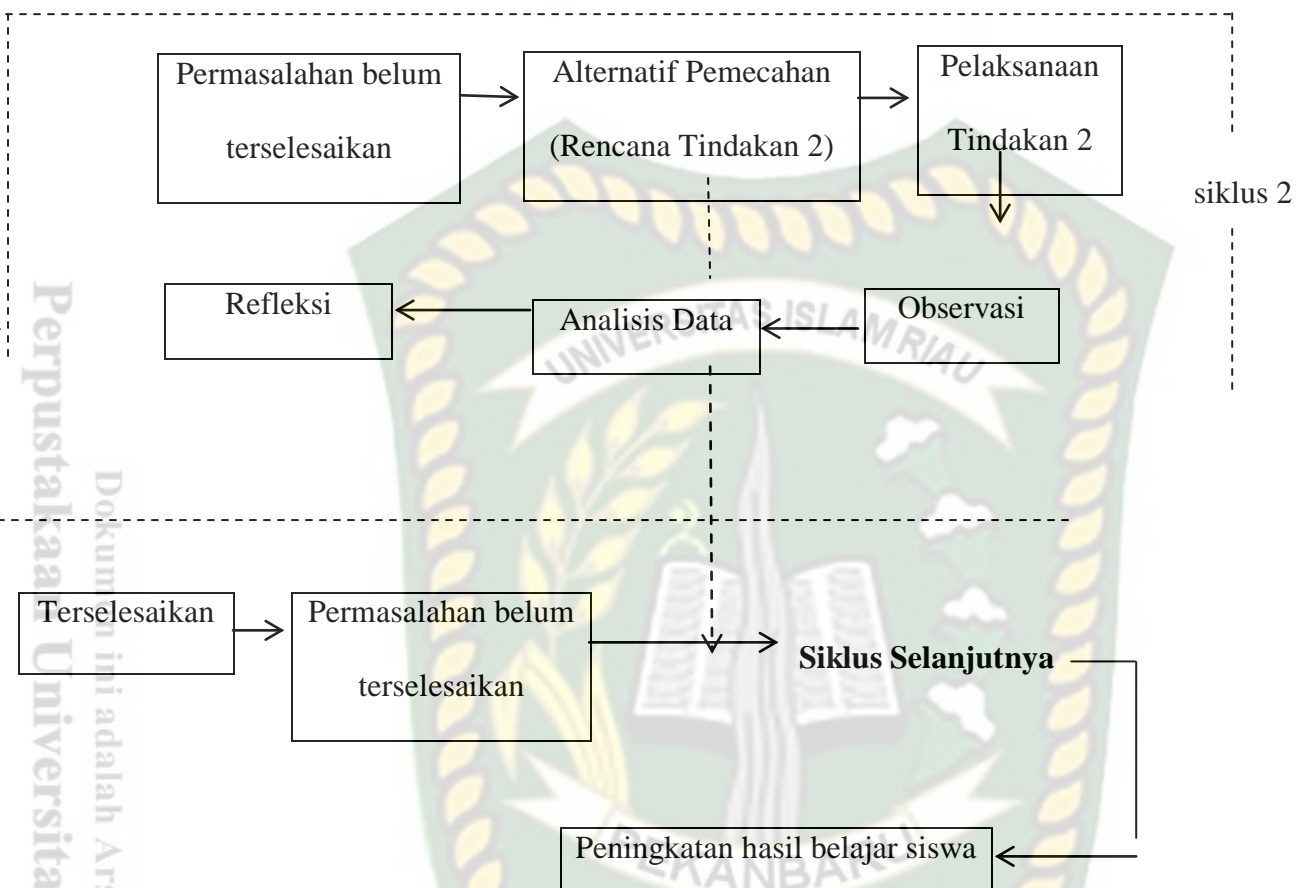 Permasalahan belum
terselesaikan
Alternatif Pemecahan
(Rencana Tindakan 2)
Pelaksanaan
Tindakan 2
siklus 2
Refleksi
Analisis Data
Observasi
UNIVERSITAS ISLAM RIAU
Terselesaikan
Permasalahan belum
terselesaikan
Siklus Selanjutnya
Peningkatan hasil belajar siswa
PEKANBARU
Perpustakaan
Dokumen ini adalah